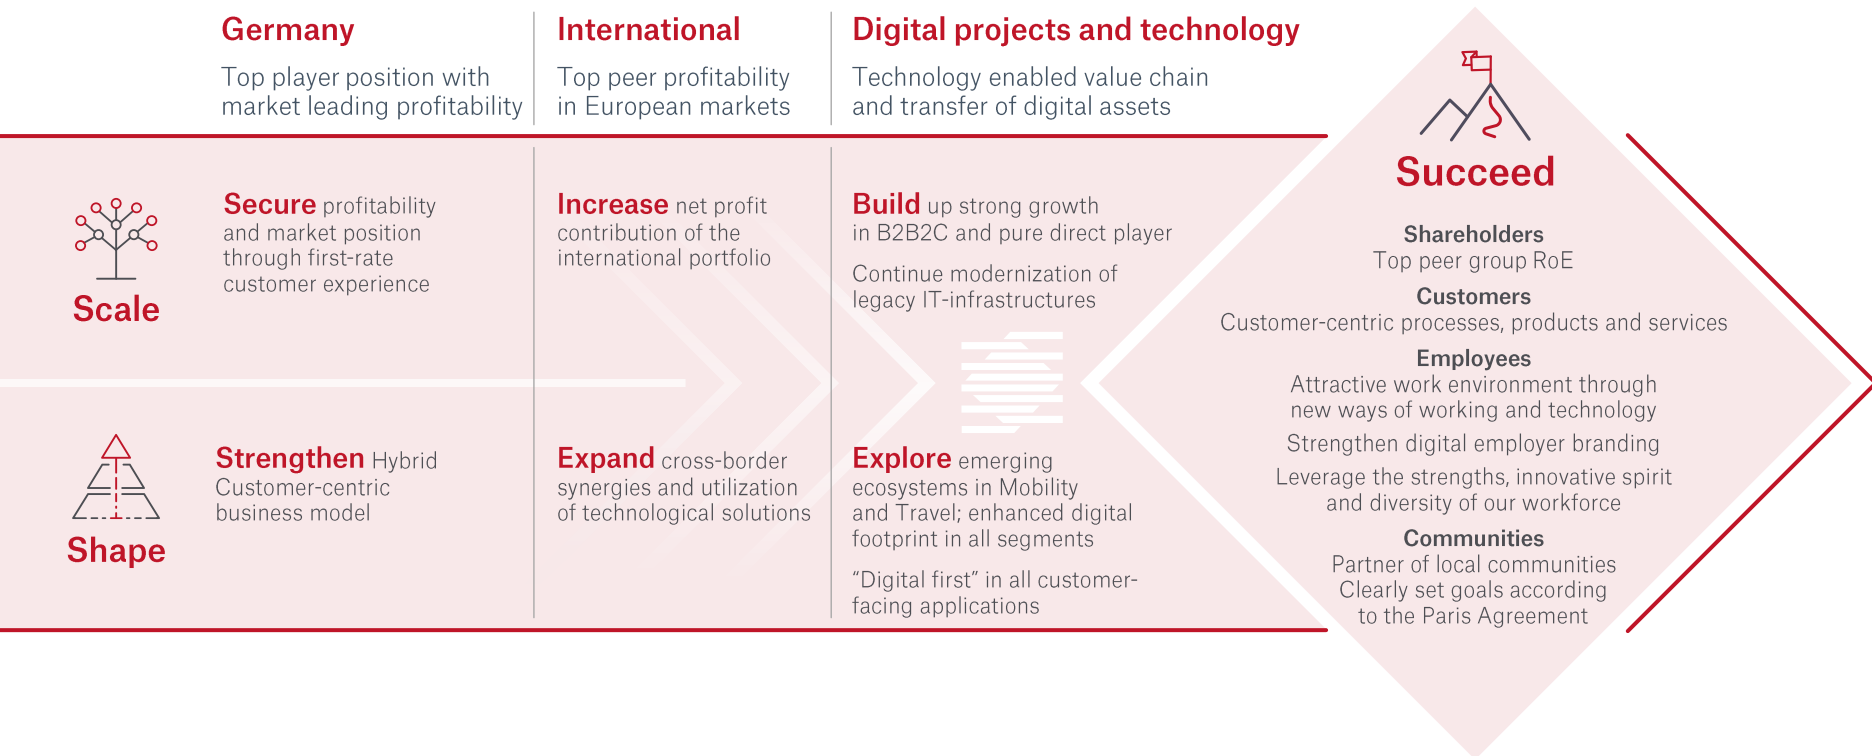 Germany
Top player position with
market leading profitability
International
Top peer profitability
in European markets
Digital projects and technology
Technology enabled value chain
and transfer of digital assets
Scale
Secure profitability
and market position
through first-rate
customer experience
Increase net profit
contribution of the
international portfolio
Build up strong growth
in B2B2C and pure direct player
Continue modernization of
legacy IT-infrastructures
Shape
Strengthen Hybrid
Customer-centric
business model
Expand cross-border
synergies and utilization
of technological solutions
Explore emerging
ecosystems in Mobility
and Travel; enhanced digital
footprint in all segments
“Digital first” in all customer-
facing applications
Succeed
Shareholders
Top peer group RoE
Customers
Customer-centric processes, products and services
Employees
Attractive work environment through
new ways of working and technology
Strengthen digital employer branding
Leverage the strengths, innovative spirit
and diversity of our workforce
Communities
Partner of local communities
Clearly set goals according
to the Paris Agreement